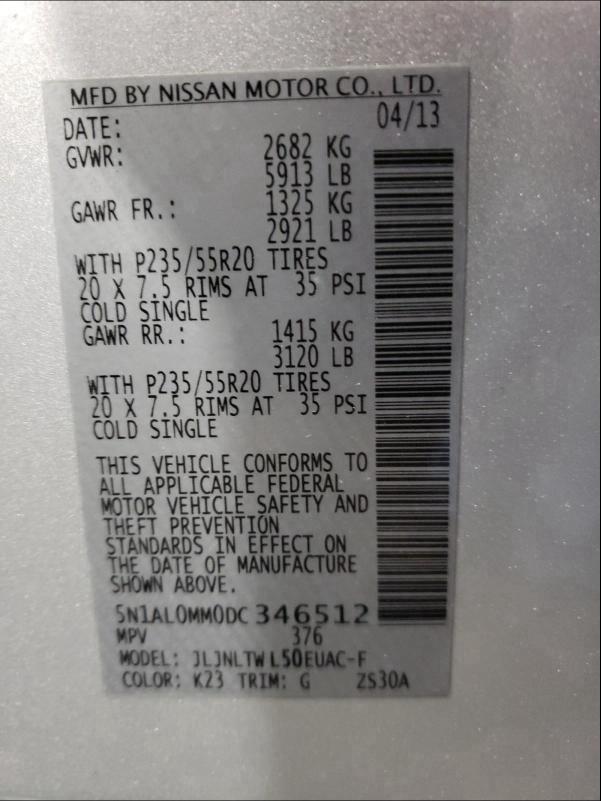 MFD BY NISSAN MOTOR CO., LTD.
DATE: 04/13
GVWR: 2682 KG
5913 LB
GAWR FR.: 1325 KG
2921 LB
WITH P235/55R20 TIRES
20 X 7.5 RIMS AT 35 PSI
COLD SINGLE
GAWR RR.: 1415 KG
3120 LB
WITH P235/55R20 TIRES
20 X 7.5 RIMS AT 35 PSI
COLD SINGLE
THIS VEHICLE CONFORMS TO
ALL APPLICABLE FEDERAL
MOTOR VEHICLE SAFETY AND
THEFT PREVENTION
STANDARDS IN EFFECT ON
THE DATE OF MANUFACTURE
SHOWN ABOVE.
5N1AL0MM0DC346512
MPV 376
MODEL: JLJNLTWL50EUAC-F
COLOR: K23 TRIM: G ZS30A